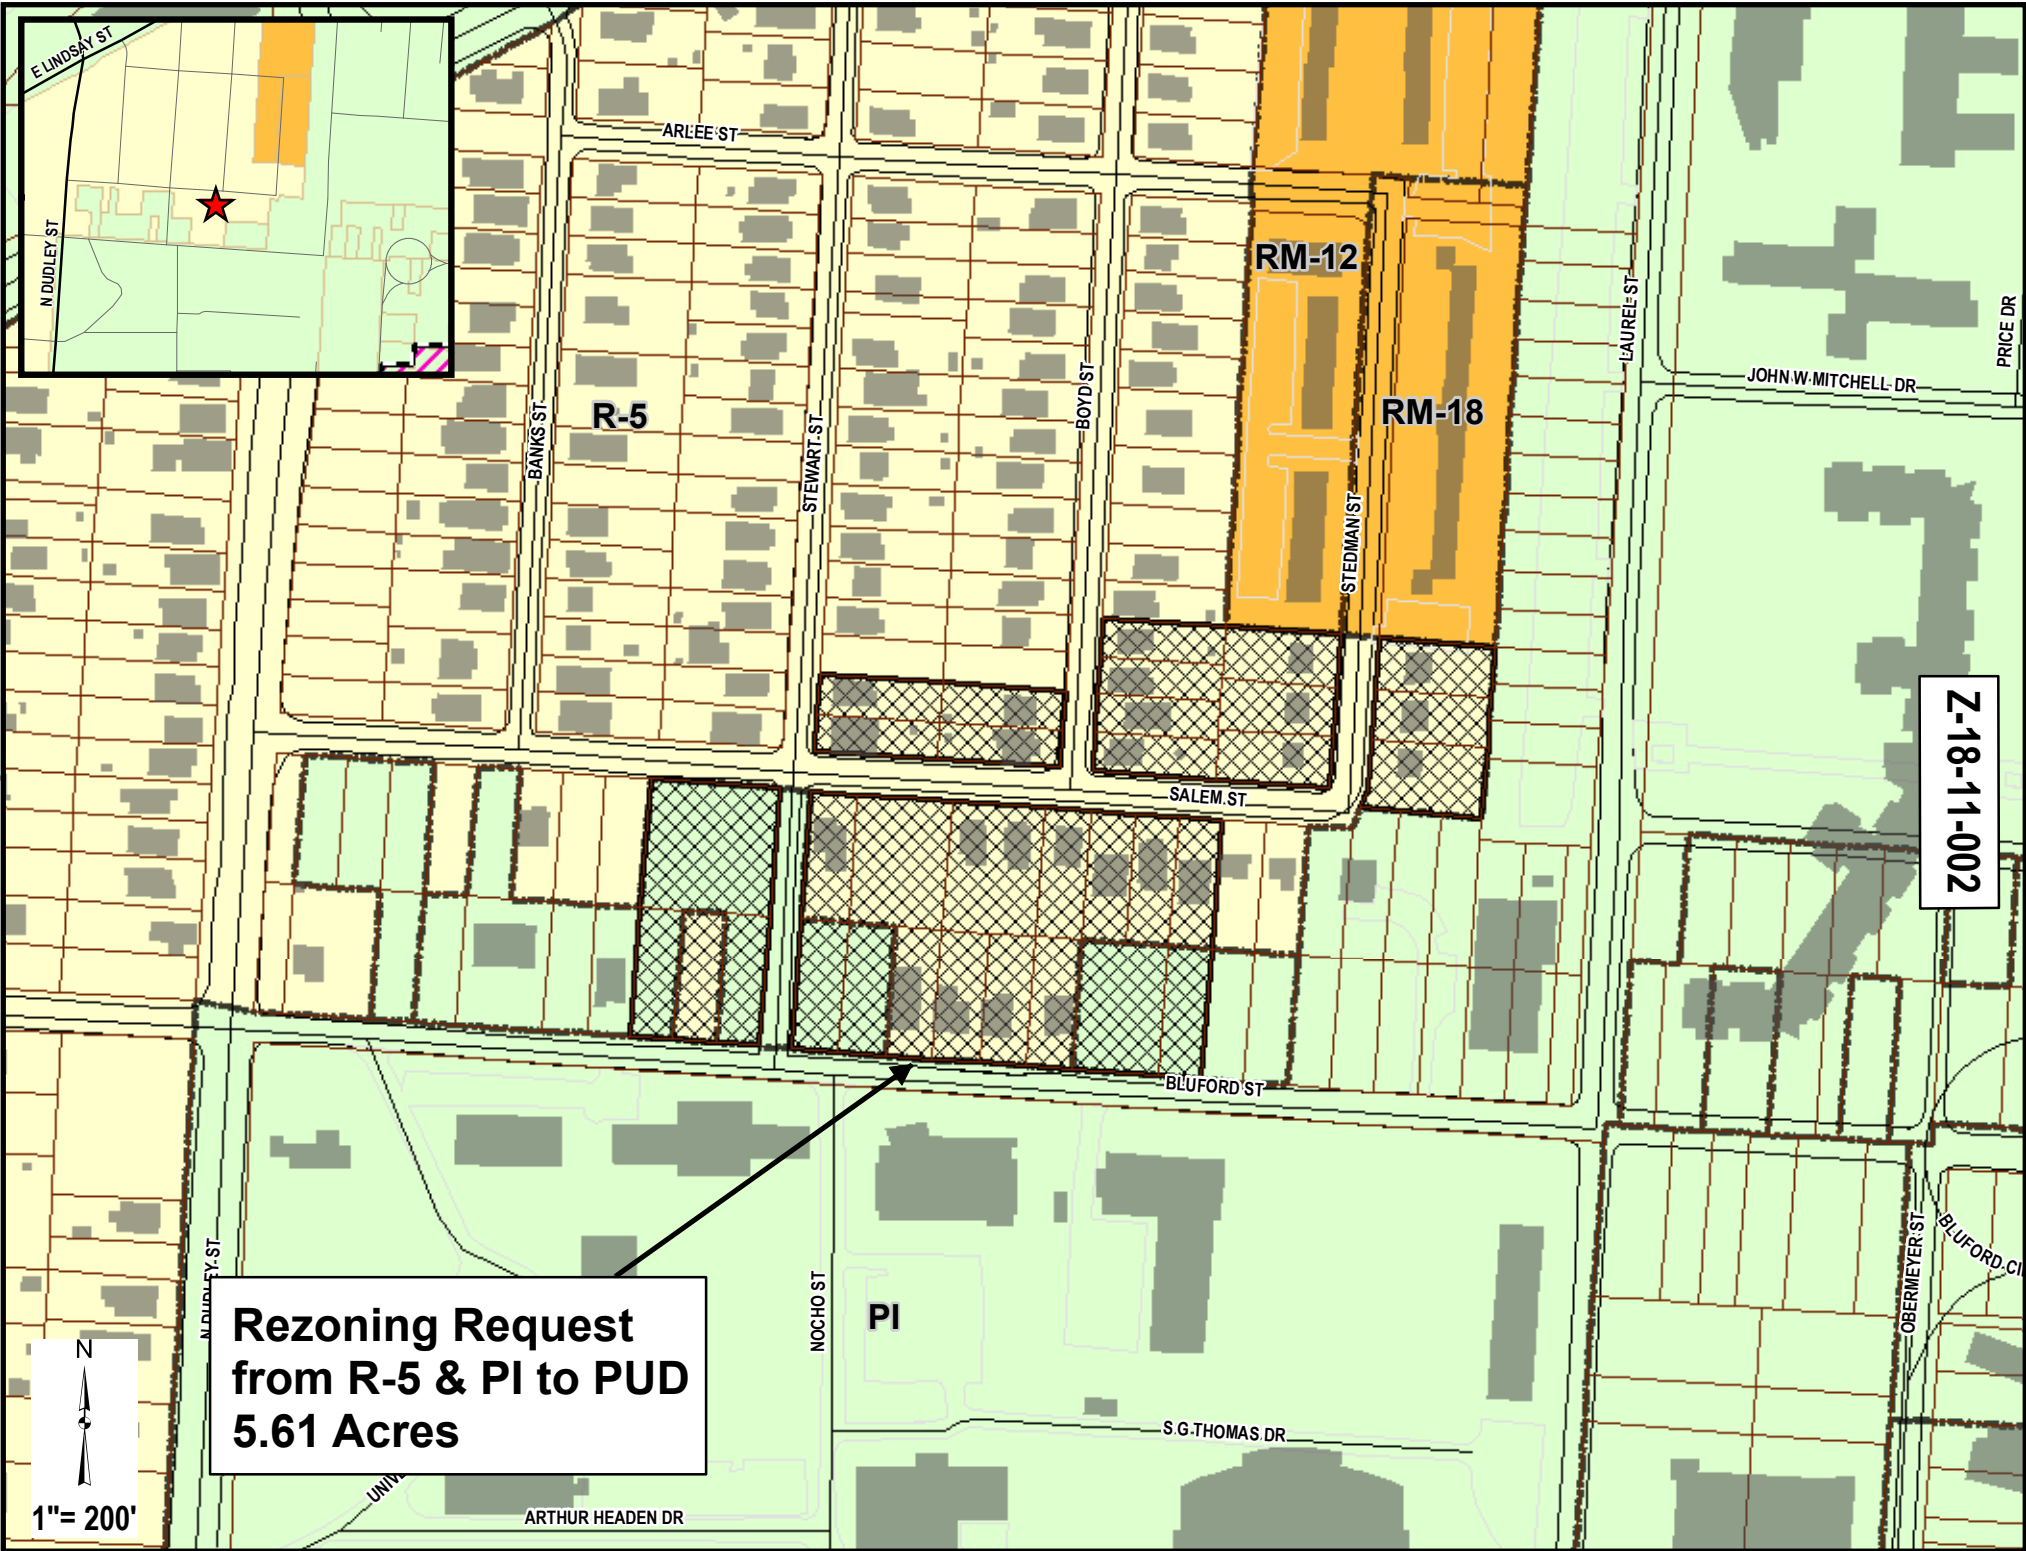 E LINDSAY ST
N DUDLEY ST
ARLEE ST
RM-12
LAUREL ST
PRICE DR
JOHN W MITCHELL DR
BANKS ST
R-5
STEWART ST
BOYD ST
RM-18
STEDMAN ST
Z-18-11-002
SALEM ST
BLUFORD ST
N DUDLEY ST
Rezoning Request
from R-5 & PI to PUD
5.61 Acres
NOCHO ST
PI
OBERMEYER ST
BLUFORD CI
S G THOMAS DR
UNIV
ARTHUR HEADEN DR
N
1"= 200'